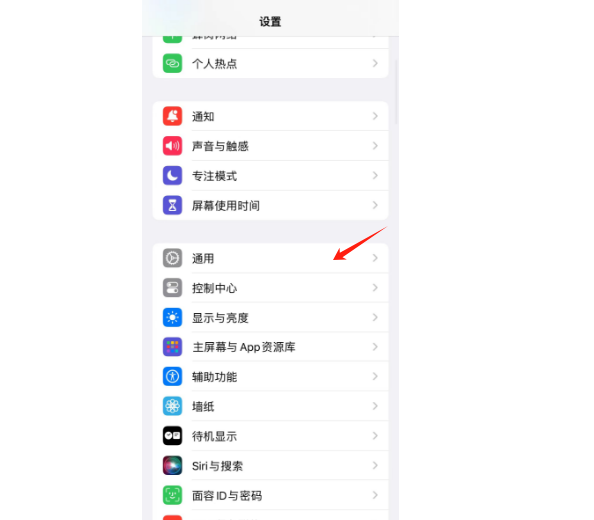 设置
个人热点
通知
声音与触感
专注模式
屏幕使用时间
通用
控制中心
显示与亮度
主屏幕与 App 资源库
辅助功能
墙纸
待机显示
Siri 与搜索
面容 ID 与密码